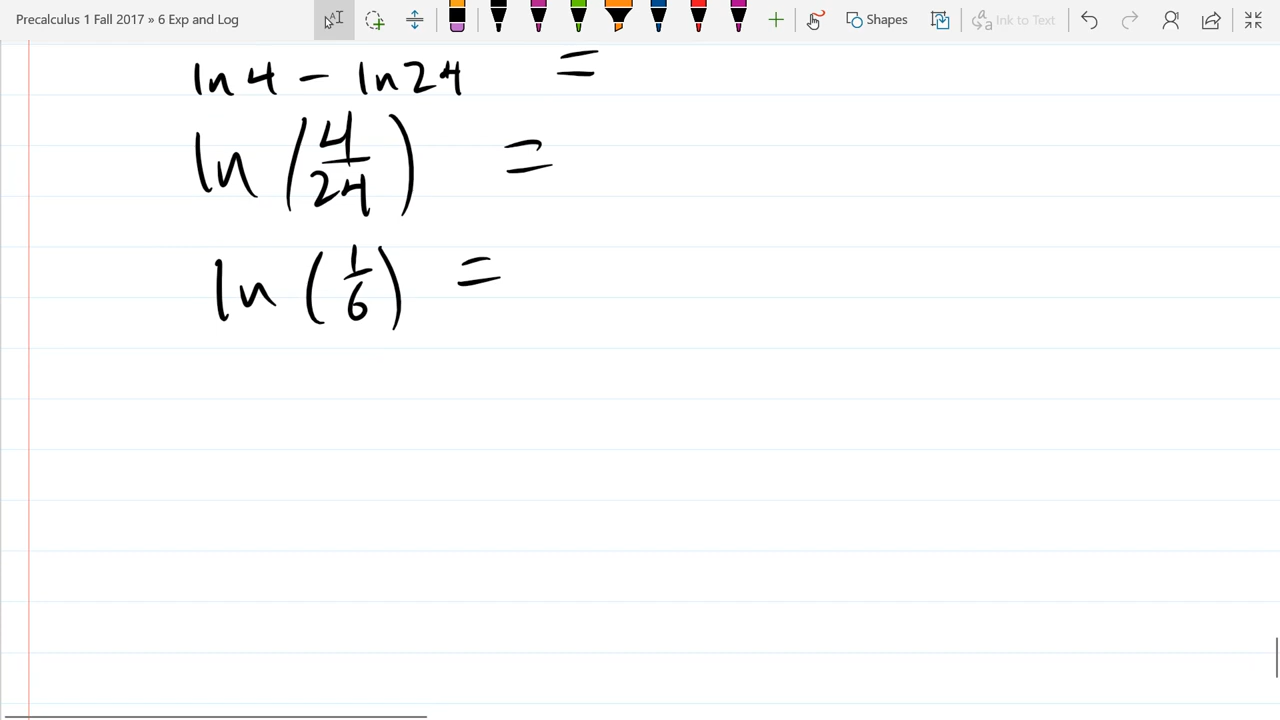 Precalculus 1 Fall 2017 » 6 Exp and Log Shapes Ink to Text
ln 4 - ln 24 =
ln (4/24) =
ln (1/6) =